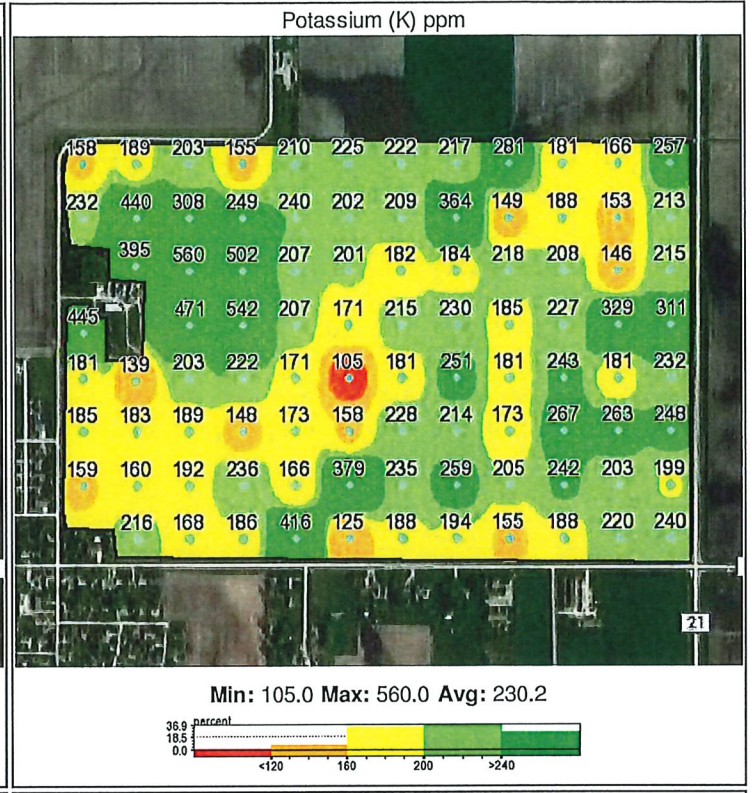 Potassium (K) ppm
158 189 203 155 210 225 222 217 281 181 166 257
232 440 308 249 240 202 209 364 149 188 153 213
395 560 502 207 201 182 184 218 208 146 215
445 471 542 207 171 215 230 185 227 329 311
181 139 203 222 171 105 181 251 181 243 181 232
185 183 189 148 173 158 228 214 173 267 263 248
159 160 192 236 166 379 235 259 205 242 203 199
216 168 186 416 125 188 194 155 188 220 240
21
Min: 105.0 Max: 560.0 Avg: 230.2
percent
36.9
18.5
0.0
<120 160 200 >240